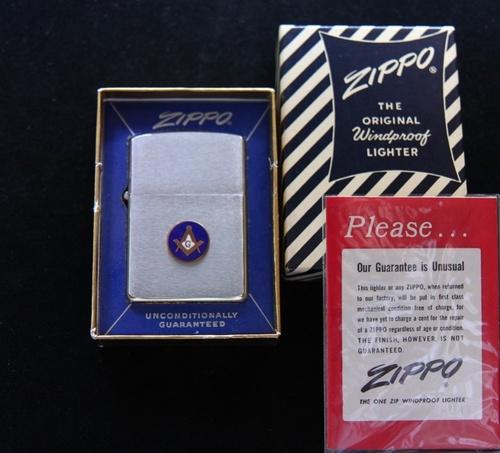 ZIPPO
UNCONDITIONALLY
GUARANTEED
G
ZIPPO®
THE
ORIGINAL
Windproof
LIGHTER
Please...
Our Guarantee is Unusual
This lighter or any ZIPPO, when returned
to our factory, will be put in first class
mechanical condition free of charge, for
we have yet to charge a cent for the repair
of a ZIPPO regardless of age or condition.
THE FINISH, HOWEVER, IS NOT
GUARANTEED.
ZIPPO
THE ONE ZIP WINDPROOF LIGHTER